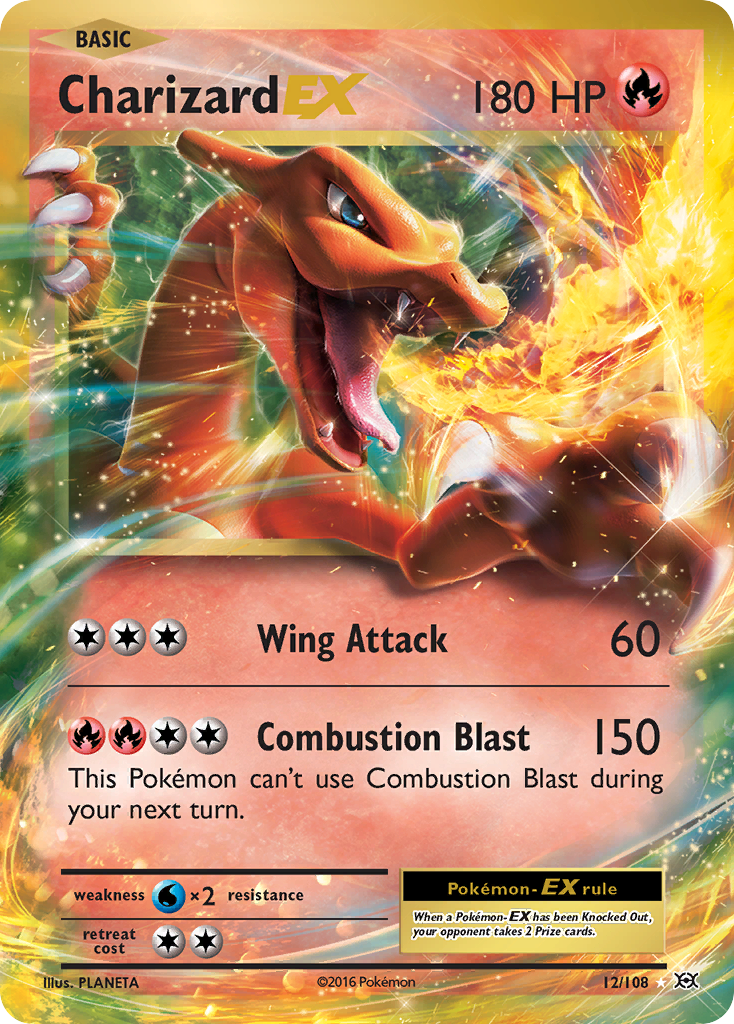 BASIC
CharizardEX 180 HP
Wing Attack 60
Combustion Blast 150
This Pokémon can't use Combustion Blast during
your next turn.
weakness ×2 resistance
retreat
cost
Pokémon-EX rule
When a Pokémon-EX has been Knocked Out,
your opponent takes 2 Prize cards.
Illus. PLANETA ©2016 Pokémon 12/108